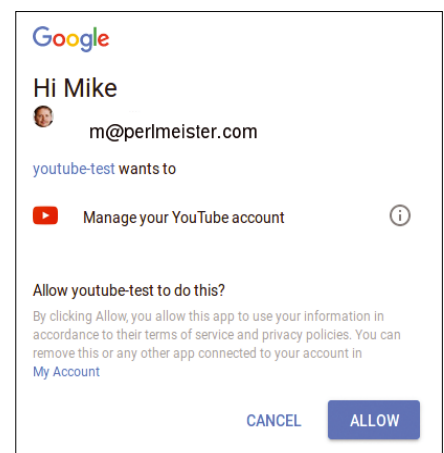 Google
Hi Mike
m@perlmeister.com
youtube-test wants to
Manage your YouTube account
Allow youtube-test to do this?
By clicking Allow, you allow this app to use your information in
accordance to their terms of service and privacy policies. You can
remove this or any other app connected to your account in
My Account
CANCEL ALLOW